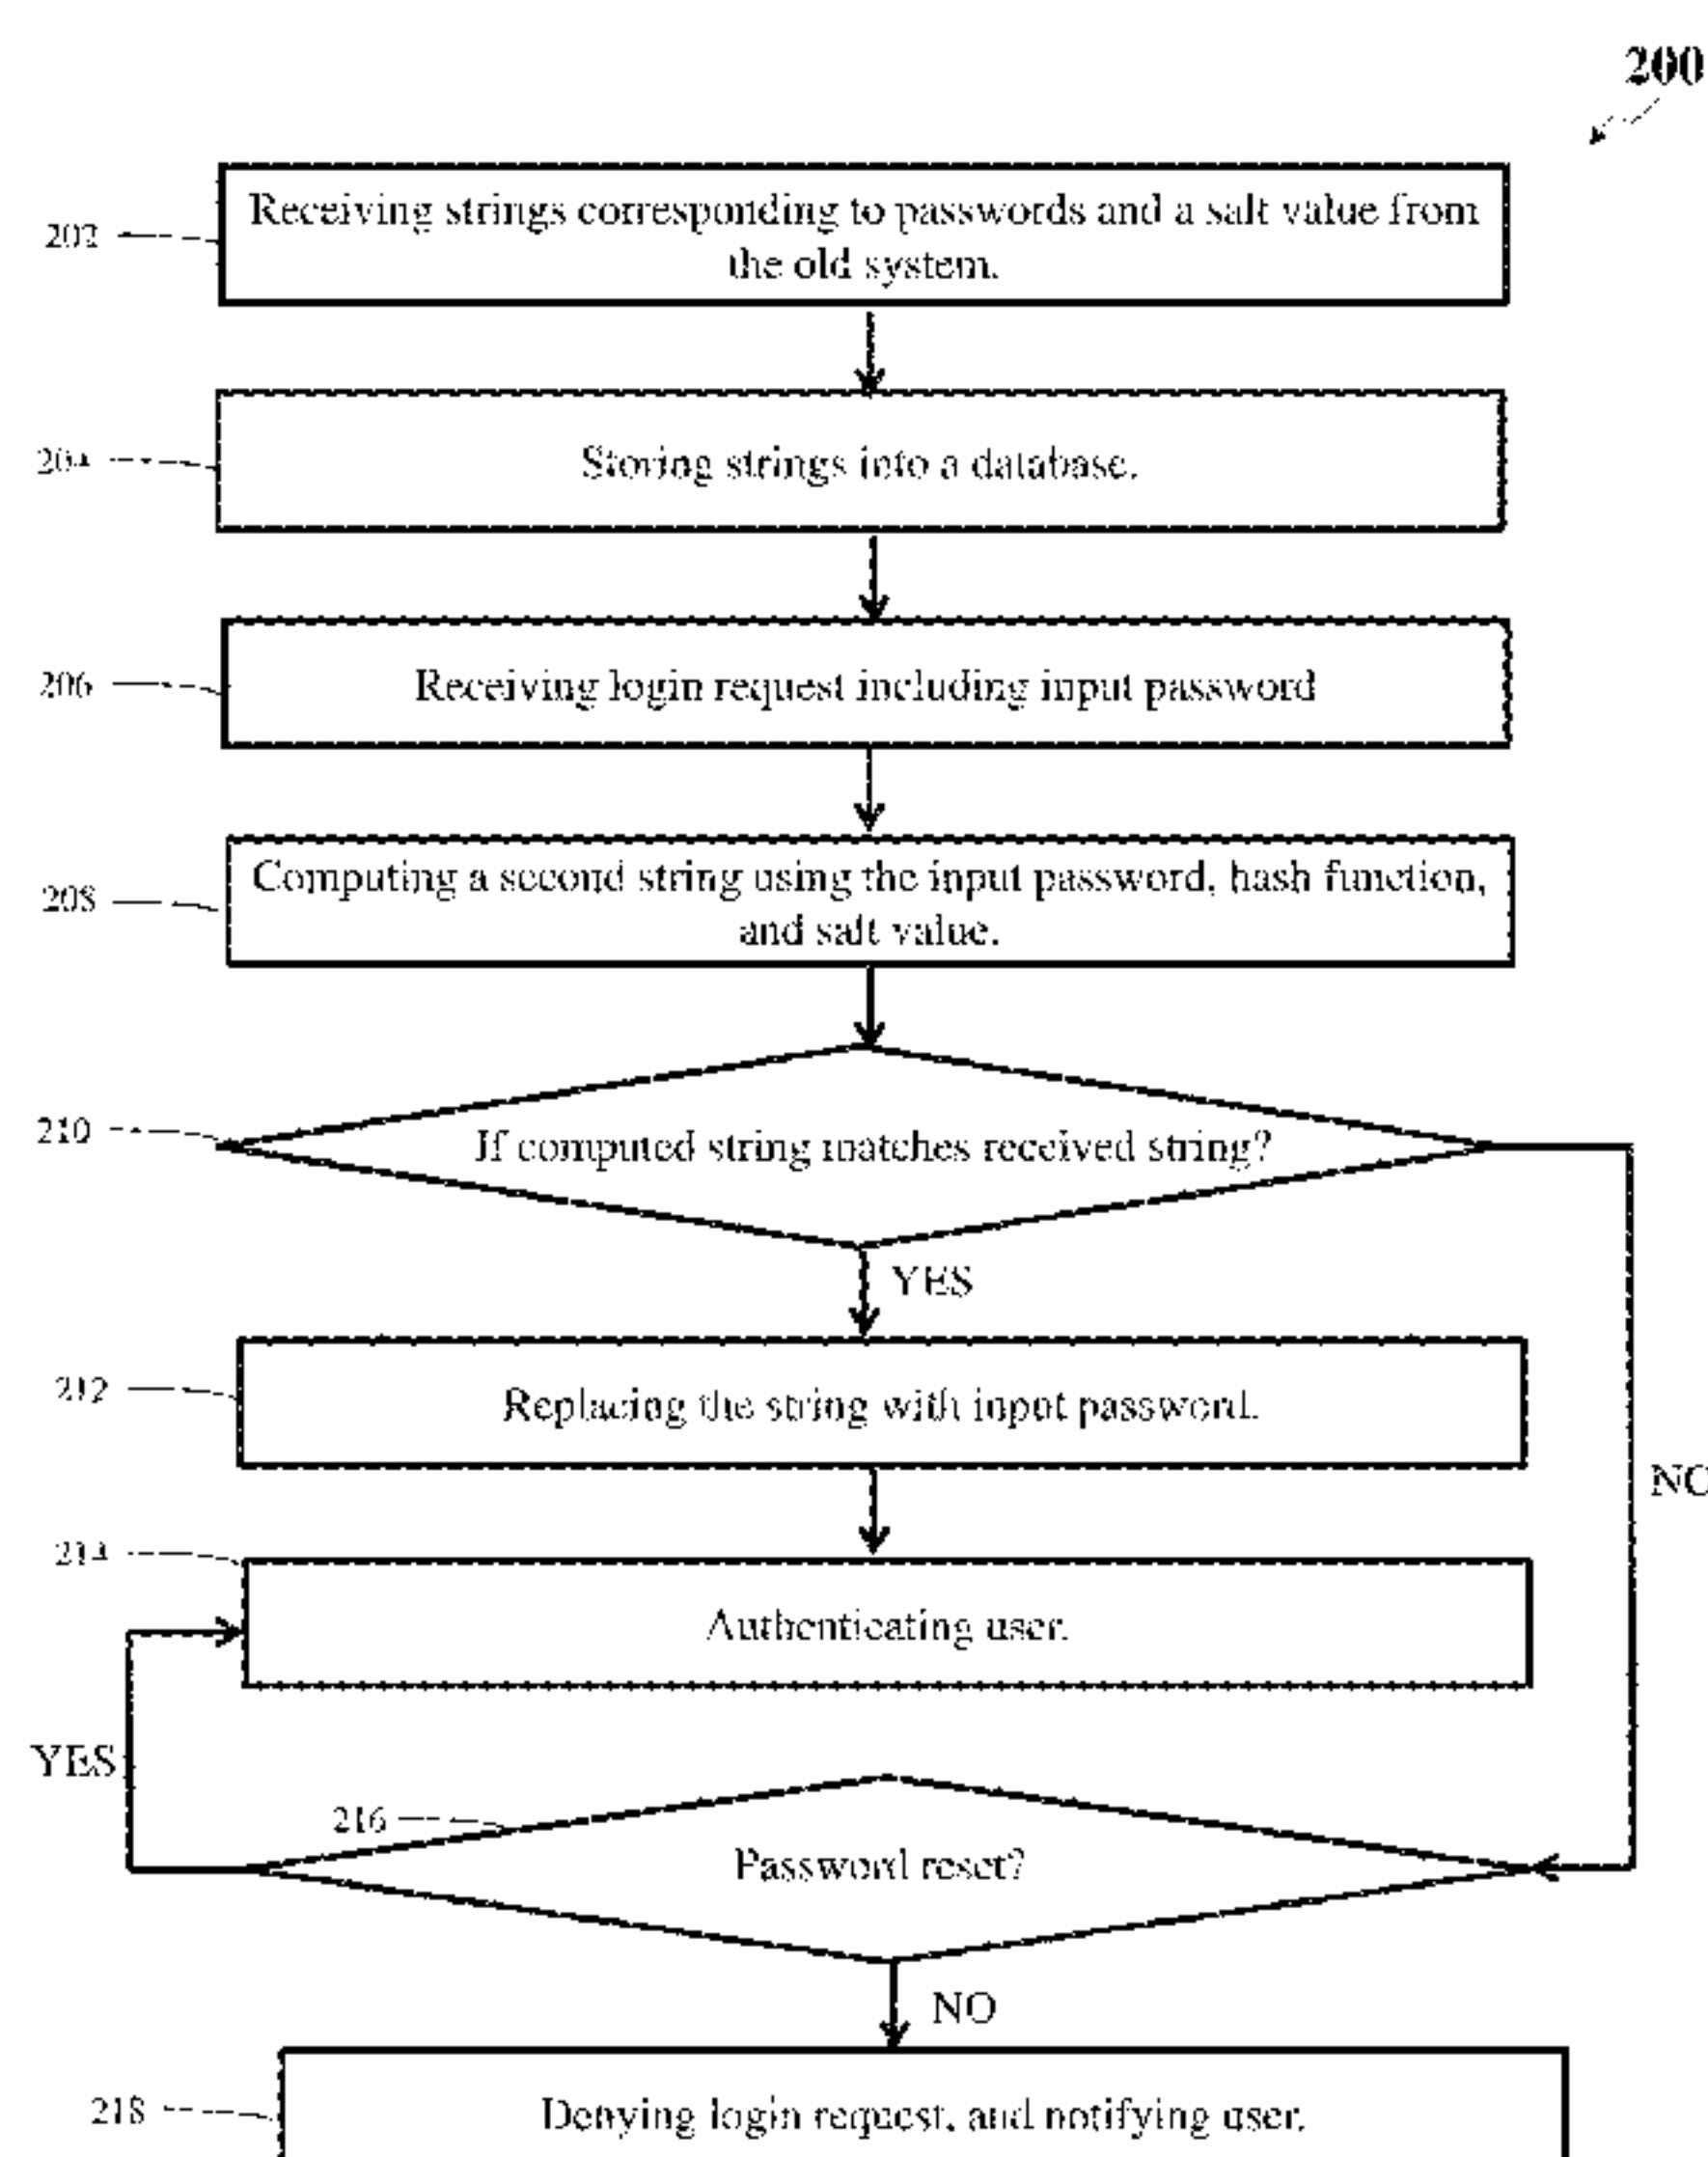 200
202
Receiving strings corresponding to passwords and a salt value from
the old system.
204
Storing strings into a database.
206
Receiving login request including input password
208
Computing a second string using the input password, hash function,
and salt value.
210
If computed string matches received string?
YES
212
Replacing the string with input password.
NO
214
Authenticating user.
YES
216
Password reset?
NO
218
Denying login request, and notifying user.